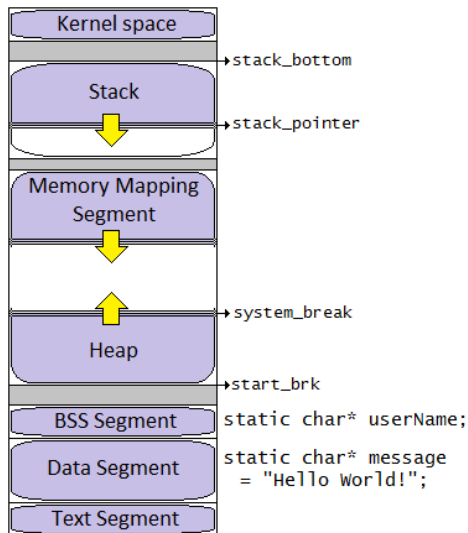 Kernel space
stack_bottom
Stack
stack_pointer
Memory Mapping
Segment
system_break
Heap
start_brk
BSS Segment
static char* userName;
Data Segment
static char* message
= "Hello World!";
Text Segment